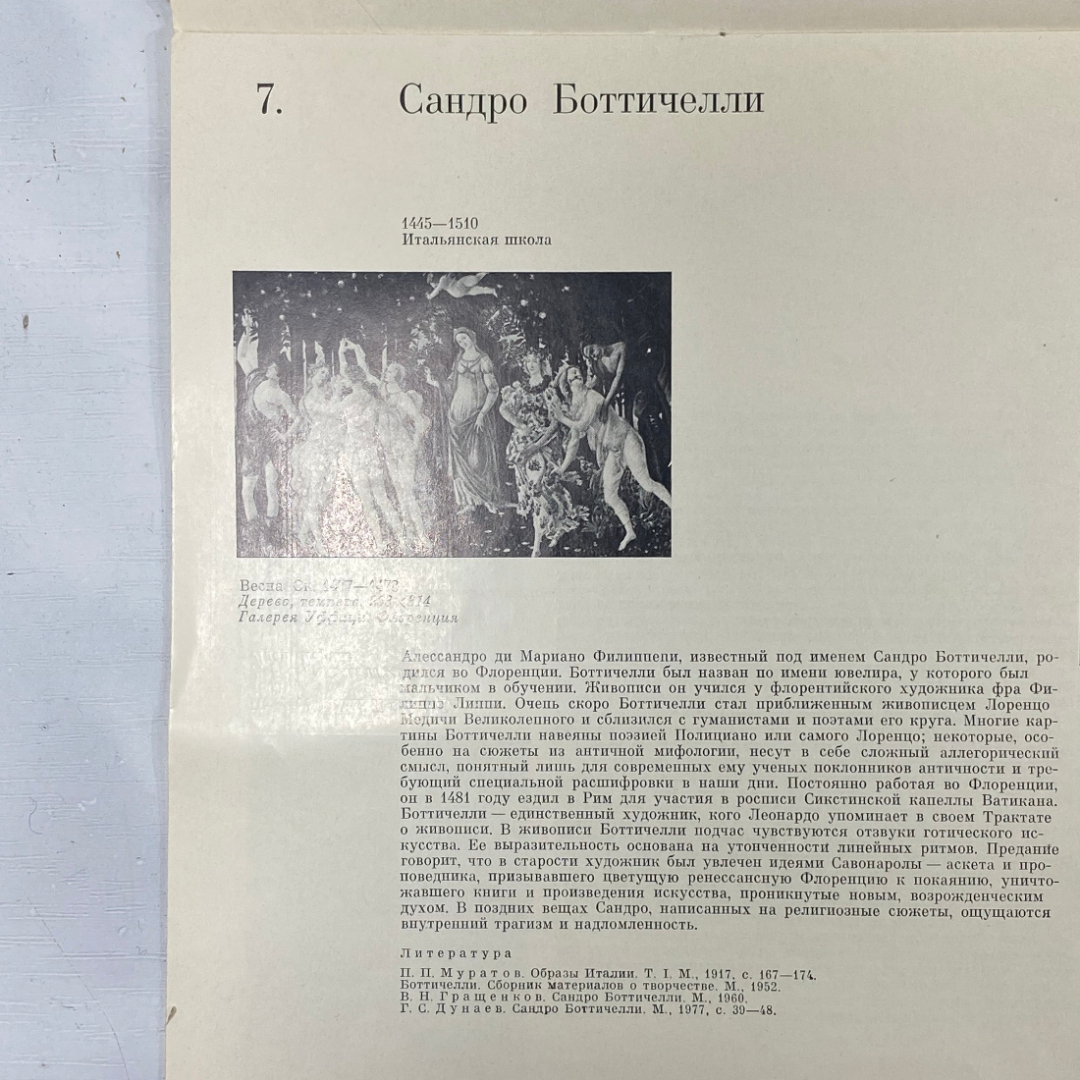 7.
Сандро Боттичелли
1445—1510
Итальянская школа
Весна. Ок. 1477—1478
Дерево, темпера.
Галерея Уффици, Флоренция
Алессандро ди Мариано Филиппепи, известный под именем Сандро Боттичелли, ро-
дился во Флоренции. Боттичелли был назван по имени ювелира, у которого был
мальчиком в обучении. Живописи он учился у флорентийского художника фра Фи-
липпо Липпи. Очень скоро Боттичелли стал приближенным живописцем Лоренцо
Медичи Великолепного и сблизился с гуманистами и поэтами его круга. Многие кар-
тины Боттичелли навеяны поэзией Полициано или самого Лоренцо; некоторые, осо-
бенно на сюжеты из античной мифологии, несут в себе сложный аллегорический
смысл, понятный лишь для современных ему ученых поклонников античности и тре-
бующий специальной расшифровки в наши дни. Постоянно работая во Флоренции,
он в 1481 году ездил в Рим для участия в росписи Сикстинской капеллы Ватикана.
Боттичелли — единственный художник, кого Леонардо упоминает в своем Трактате
о живописи. В живописи Боттичелли подчас чувствуются отзвуки готического ис-
кусства. Ее выразительность основана на утонченности линейных ритмов. Предание
говорит, что в старости художник был увлечен идеями Савонаролы — аскета и про-
поведника, призывавшего цветущую ренессансную Флоренцию к покаянию, уничто-
жавшего книги и произведения искусства, проникнутые новым, возрожденческим
духом. В поздних вещах Сандро, написанных на религиозные сюжеты, ощущаются
внутренний трагизм и надломленность.
Литература
П. П. Муратов. Образы Италии. Т. I. М., 1917, с. 167—174.
Боттичелли. Сборник материалов о творчестве. М., 1952.
В. Н. Гращенков. Сандро Боттичелли. М., 1960.
Г. С. Дунаев. Сандро Боттичелли. М., 1977, с. 39—48.